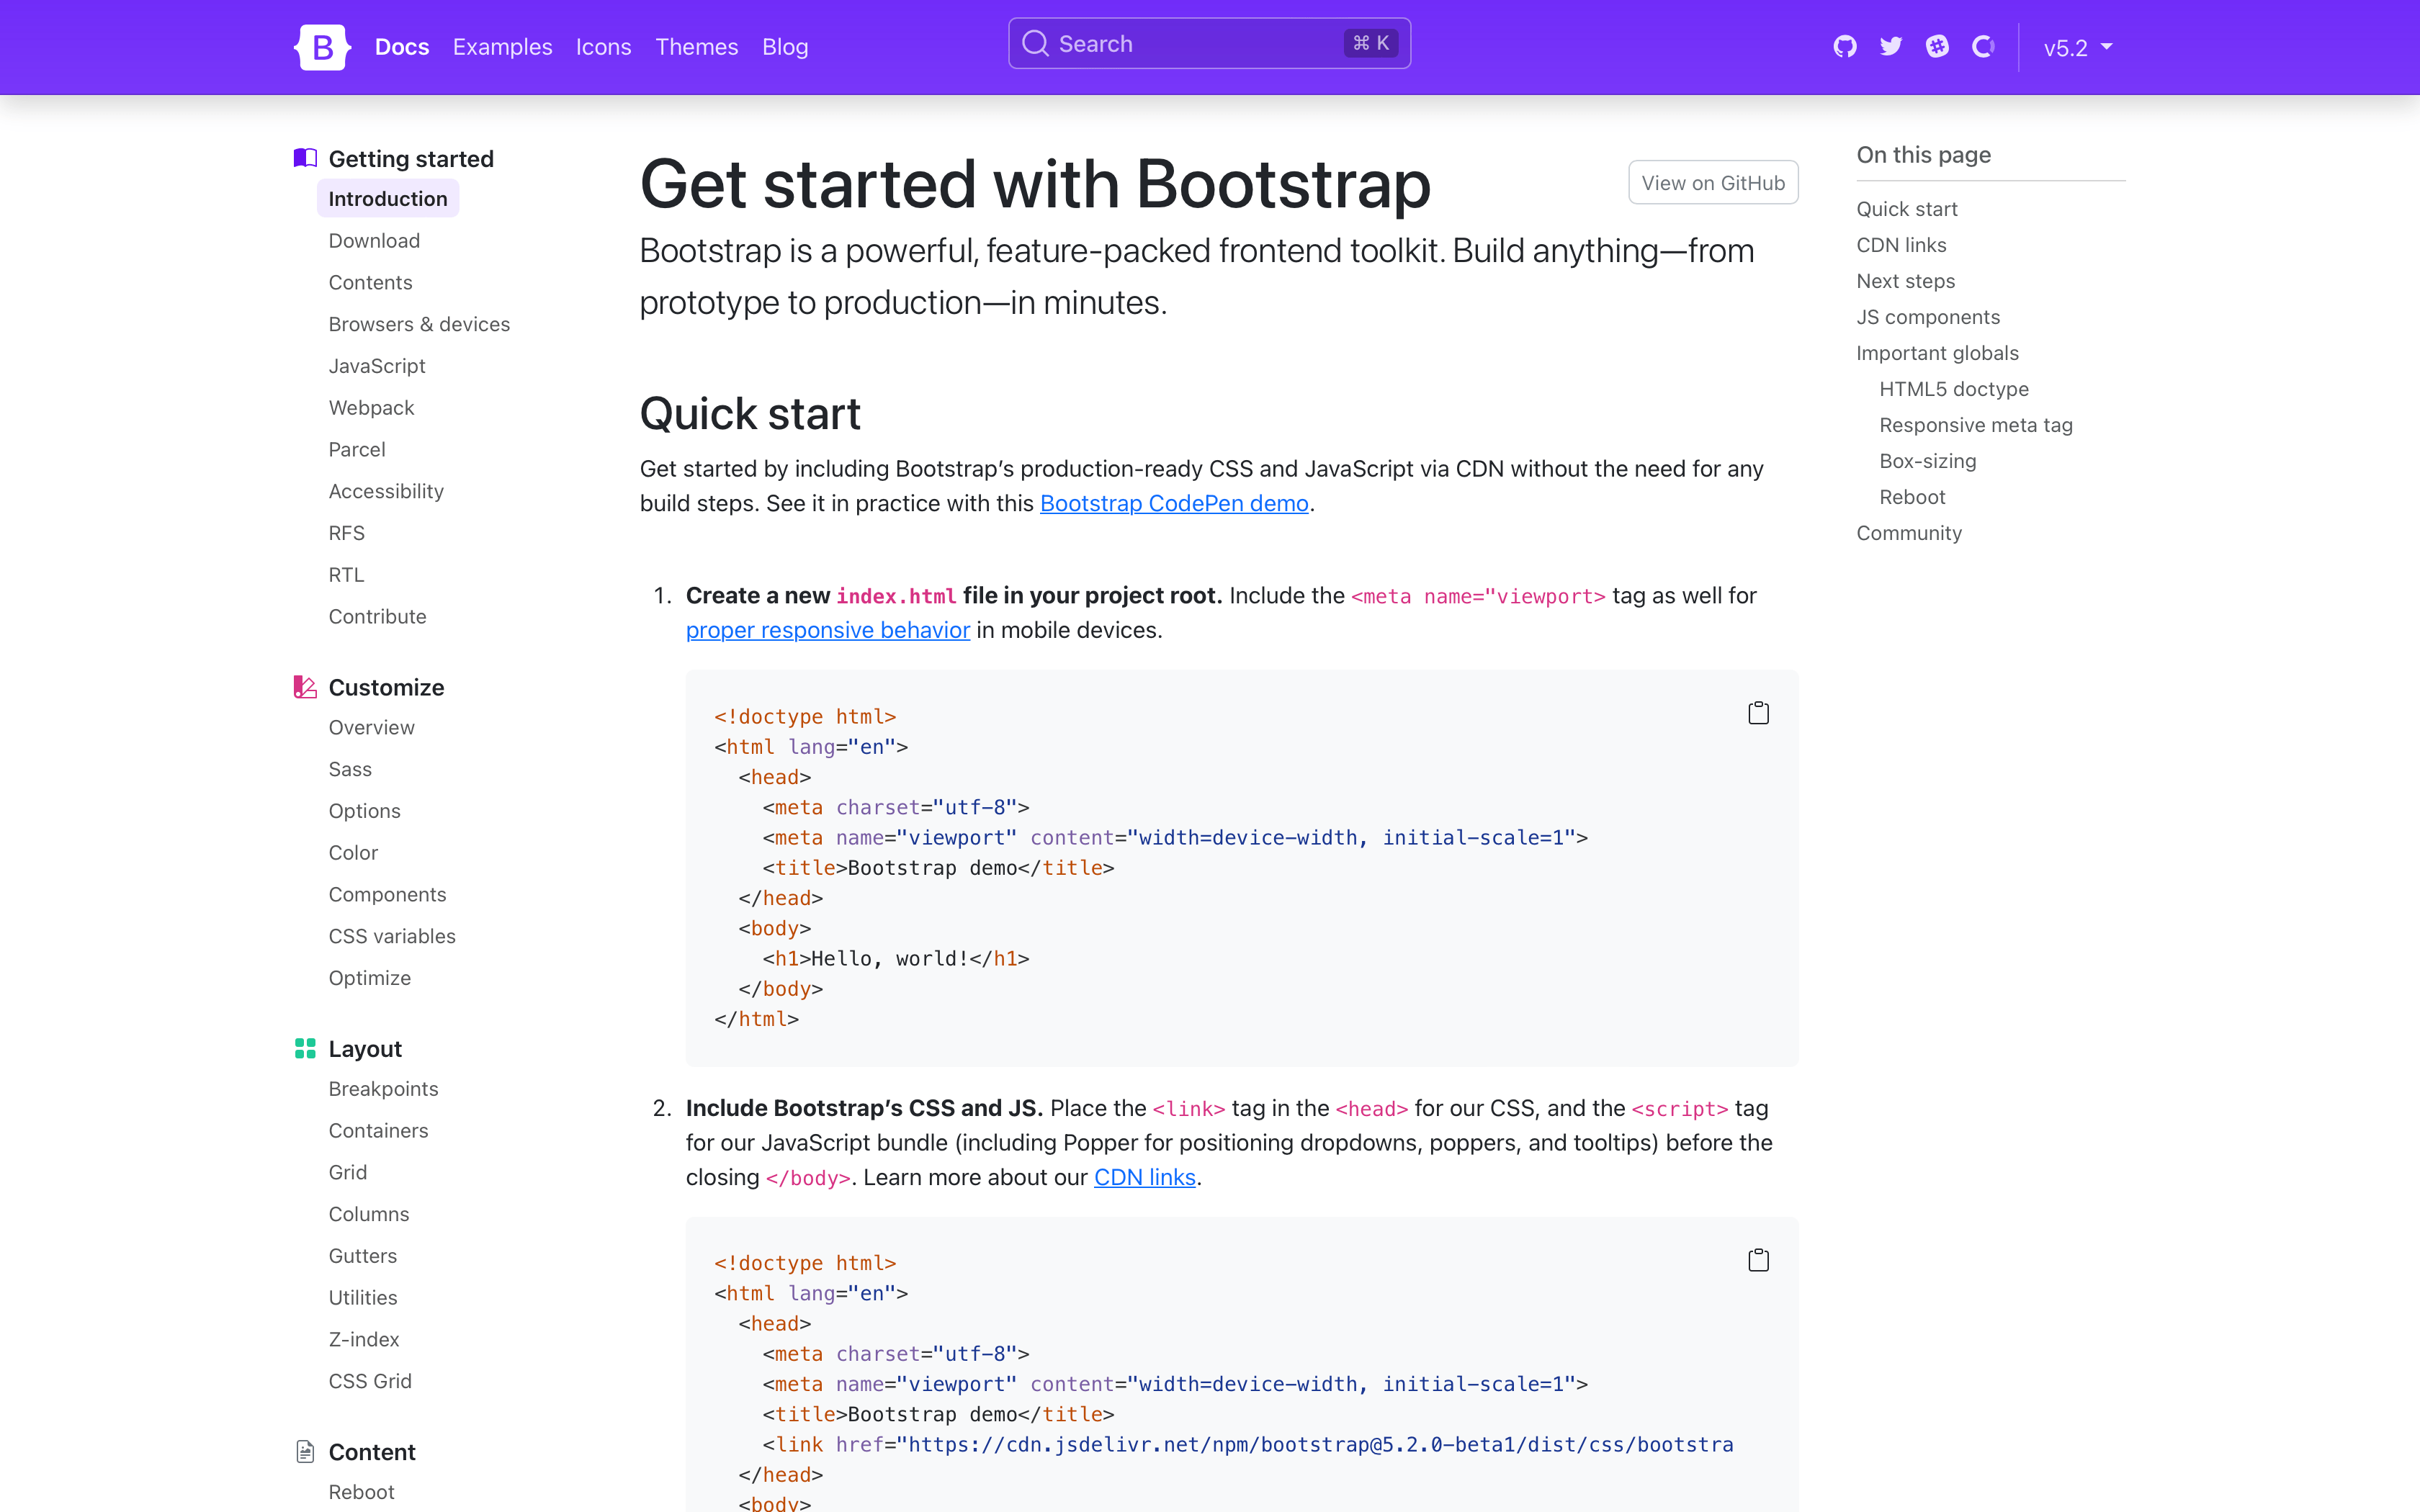 B Docs Examples Icons Themes Blog Search ⌘ K v5.2
Getting started
Introduction
Download
Contents
Browsers & devices
JavaScript
Webpack
Parcel
Accessibility
RFS
RTL
Contribute
Customize
Overview
Sass
Options
Color
Components
CSS variables
Optimize
Layout
Breakpoints
Containers
Grid
Columns
Gutters
Utilities
Z-index
CSS Grid
Content
Reboot
Get started with Bootstrap
View on GitHub
Bootstrap is a powerful, feature-packed frontend toolkit. Build anything—from
prototype to production—in minutes.
Quick start
Get started by including Bootstrap’s production-ready CSS and JavaScript via CDN without the need for any
build steps. See it in practice with this Bootstrap CodePen demo.
1. Create a new index.html file in your project root. Include the <meta name="viewport> tag as well for
proper responsive behavior in mobile devices.
<!doctype html>
<html lang="en">
  <head>
    <meta charset="utf-8">
    <meta name="viewport" content="width=device-width, initial-scale=1">
    <title>Bootstrap demo</title>
  </head>
  <body>
    <h1>Hello, world!</h1>
  </body>
</html>
2. Include Bootstrap’s CSS and JS. Place the <link> tag in the <head> for our CSS, and the <script> tag
for our JavaScript bundle (including Popper for positioning dropdowns, poppers, and tooltips) before the
closing </body>. Learn more about our CDN links.
<!doctype html>
<html lang="en">
  <head>
    <meta charset="utf-8">
    <meta name="viewport" content="width=device-width, initial-scale=1">
    <title>Bootstrap demo</title>
    <link href="https://cdn.jsdelivr.net/npm/bootstrap@5.2.0-beta1/dist/css/bootstra
  </head>
  <body>
On this page
Quick start
CDN links
Next steps
JS components
Important globals
HTML5 doctype
Responsive meta tag
Box-sizing
Reboot
Community